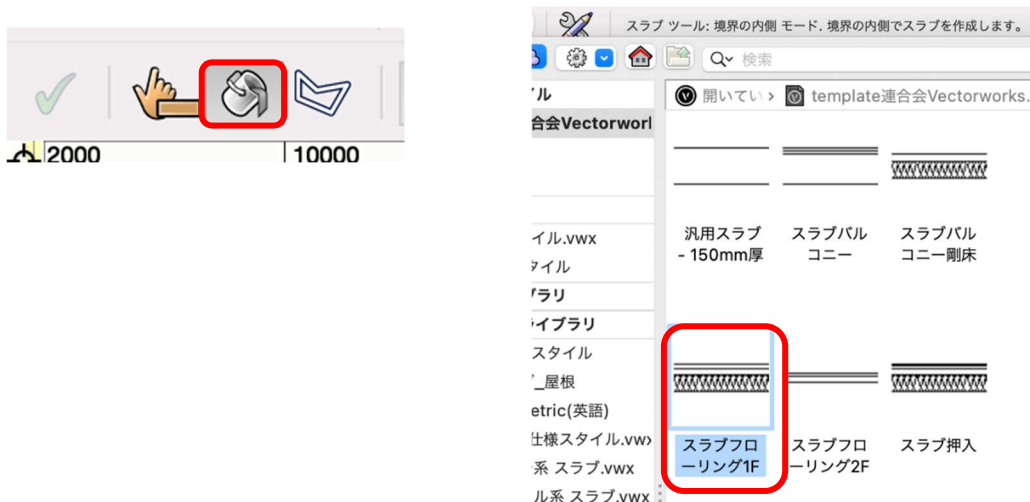 2000
10000
スラブ ツール: 境界の内側 モード. 境界の内側でスラブを作成します。
検索
イル
開いてい
template連合会Vectorworks.
合会Vectorworl
汎用スラブ
- 150mm厚
スラブバル
コニー
スラブバル
コニー剛床
イル.vwx
タイル
ブラリ
イブラリ
スタイル
_屋根
etric(英語)
仕様スタイル.vwx
系 スラブ.vwx
ル系 スラブ.vwx
スラブフロ
ーリング1F
スラブフロ
ーリング2F
スラブ押入